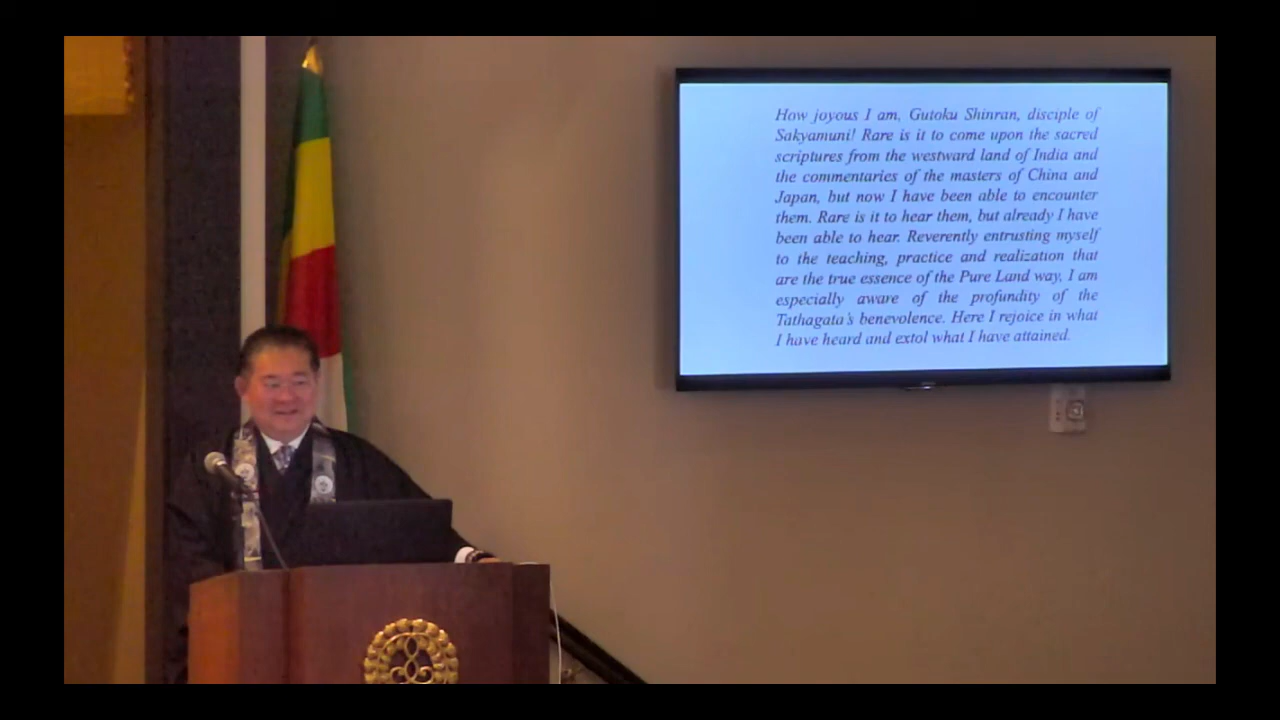 How joyous I am, Gutoku Shinran, disciple of
Sakyamuni! Rare is it to come upon the sacred
scriptures from the westward land of India and
the commentaries of the masters of China and
Japan, but now I have been able to encounter
them. Rare is it to hear them, but already I have
been able to hear. Reverently entrusting myself
to the teaching, practice and realization that
are the true essence of the Pure Land way, I am
especially aware of the profundity of the
Tathagata's benevolence. Here I rejoice in what
I have heard and extol what I have attained.